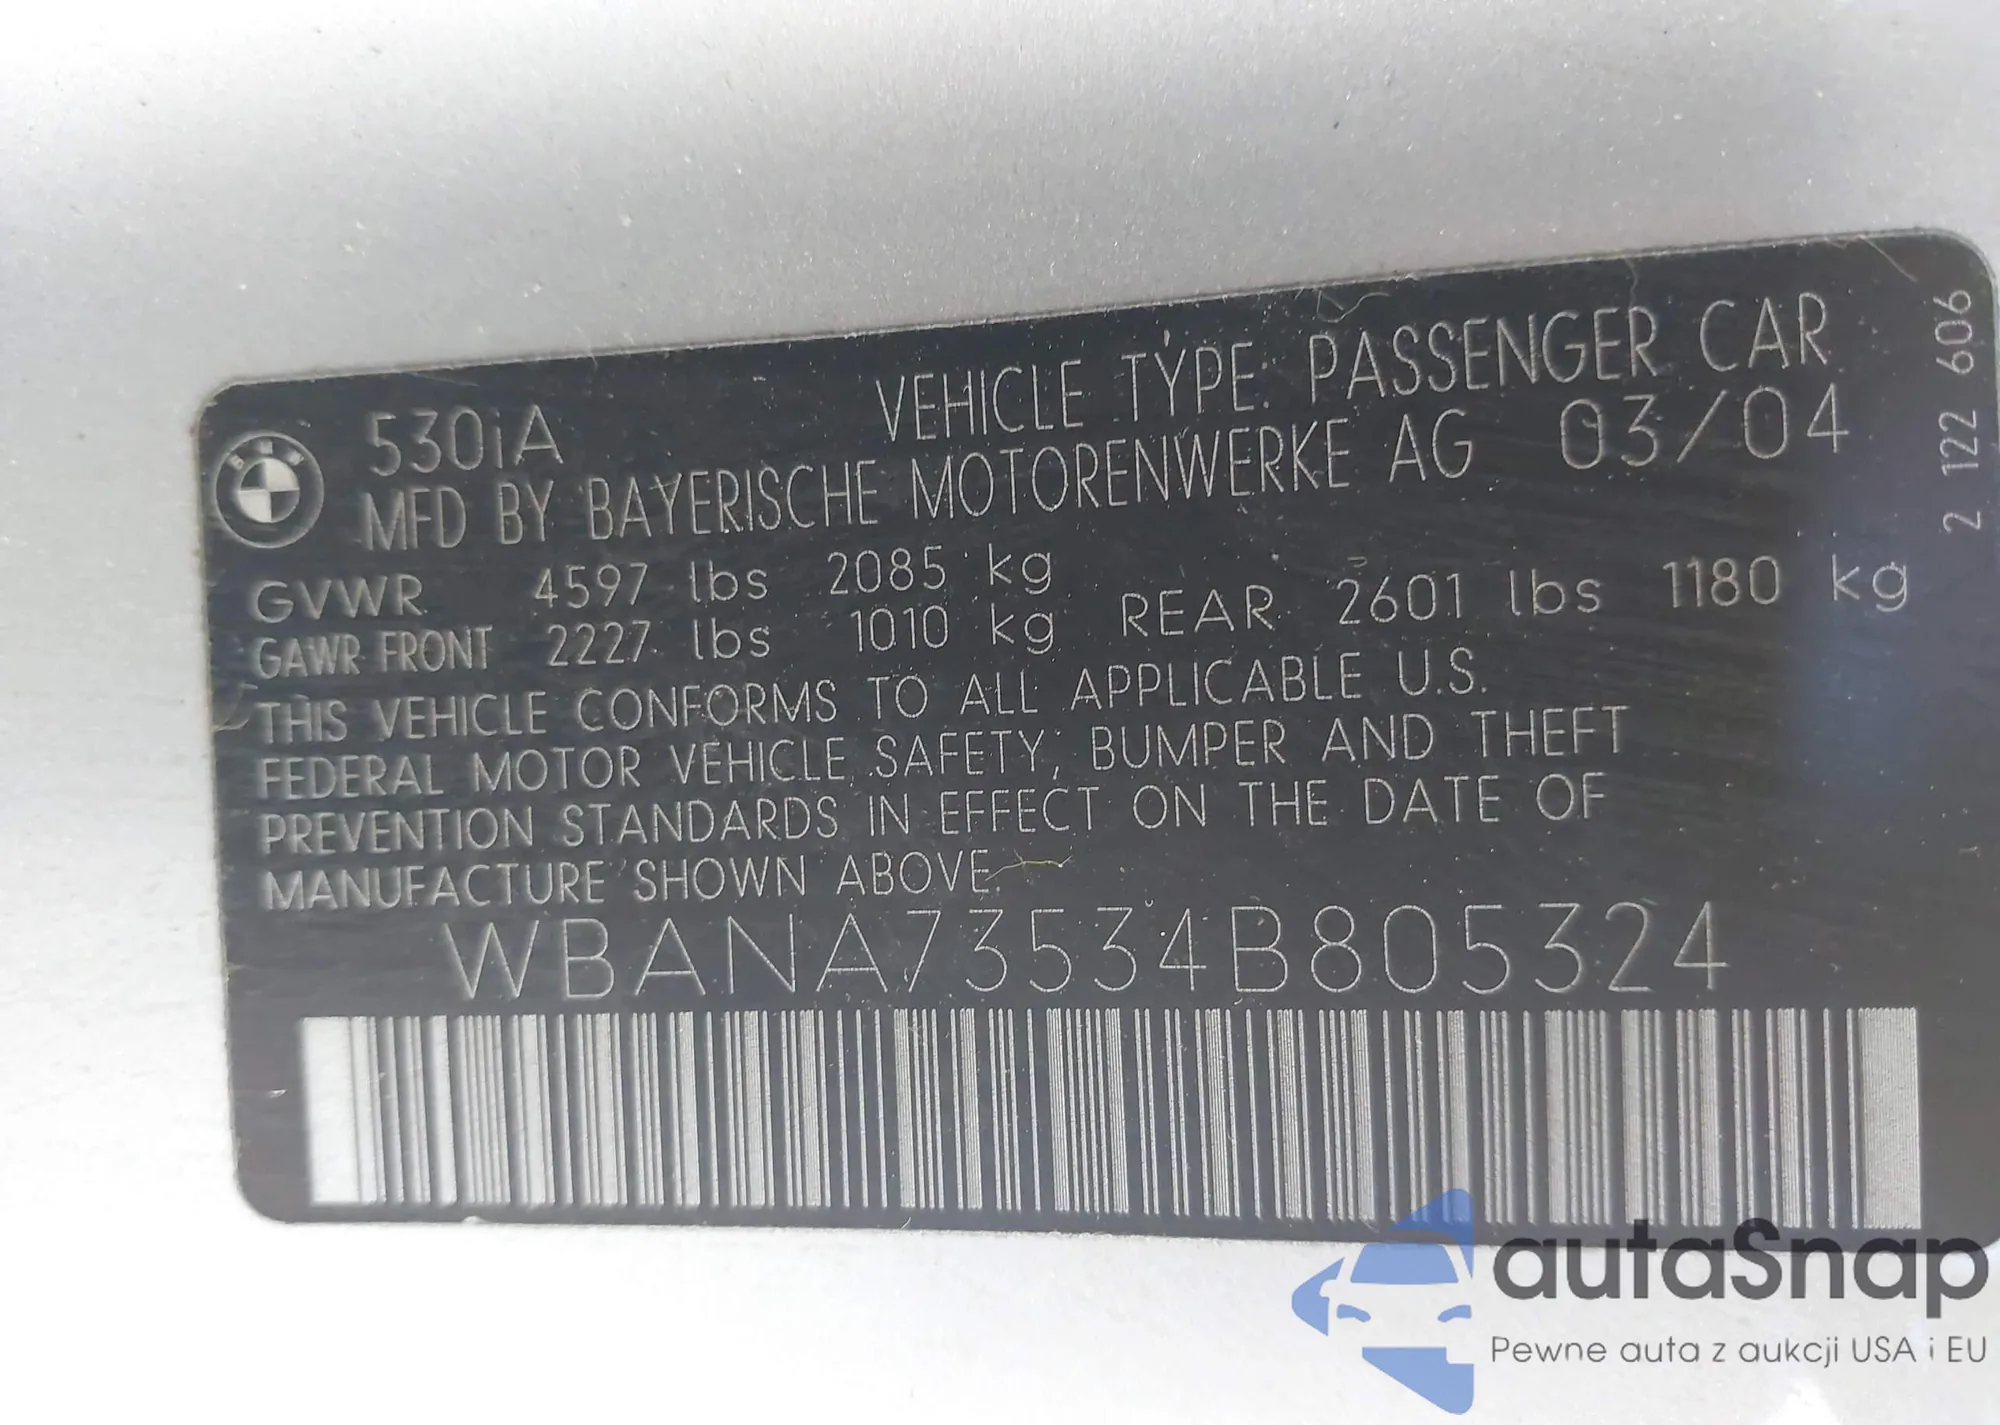 530iA VEHICLE TYPE: PASSENGER CAR
MFD BY BAYERISCHE MOTORENWERKE AG 03/04
GVWR 4597 lbs 2085 kg
GAWR FRONT 2227 lbs 1010 kg REAR 2601 lbs 1180 kg
THIS VEHICLE CONFORMS TO ALL APPLICABLE U.S.
FEDERAL MOTOR VEHICLE SAFETY, BUMPER AND THEFT
PREVENTION STANDARDS IN EFFECT ON THE DATE OF
MANUFACTURE SHOWN ABOVE.
WBANA73534B805324
2 122 606
autaSnap
Pewne auta z aukcji USA i EU